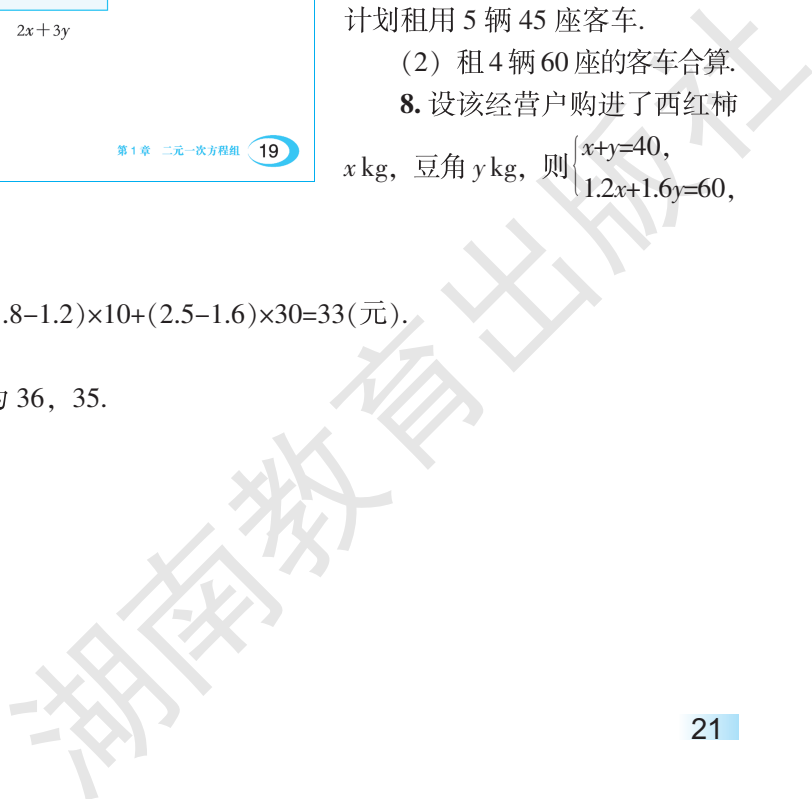 2x+3y
第1章 二元一次方程组 19
计划租用 5 辆 45 座客车.
(2) 租 4 辆 60 座的客车合算.
8. 设该经营户购进了西红柿
x kg, 豆角 y kg, 则{x+y=40,
1.2x+1.6y=60,
.8-1.2)×10+(2.5-1.6)×30=33(元).
36, 35.
湖南教育出版社
21